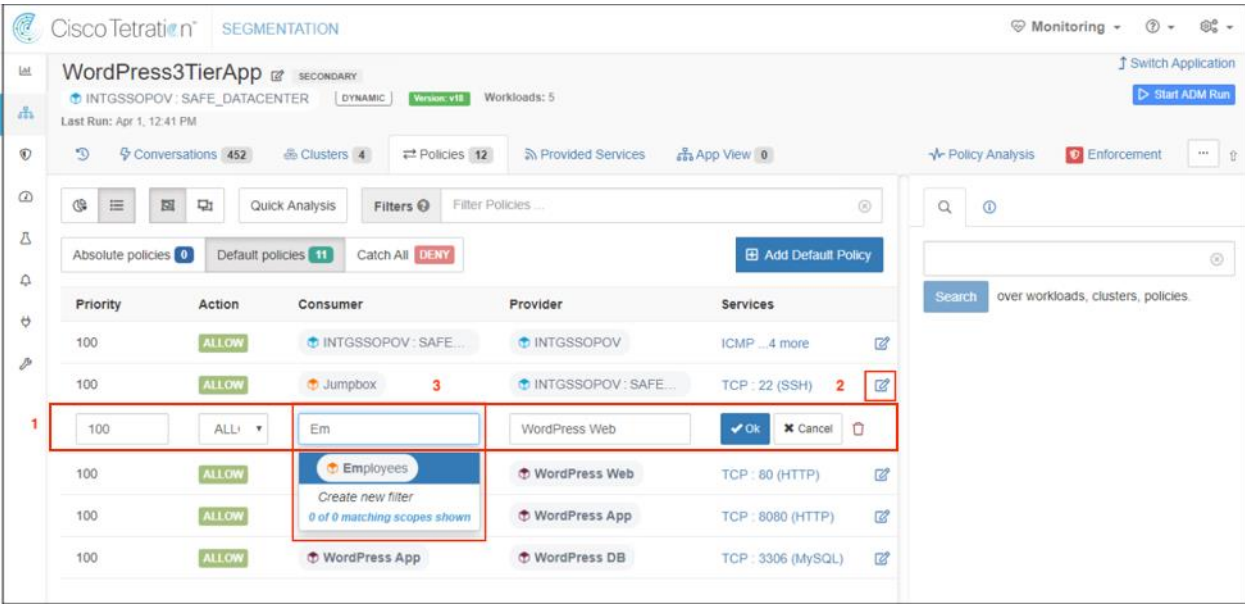 Cisco Tetration™ SEGMENTATION Monitoring
WordPress3TierApp SECONDARY Switch Application
INTGSSOPOV : SAFE_DATACENTER DYNAMIC Version: v18 Workloads: 5 Start ADM Run
Last Run: Apr 1, 12:41 PM
Conversations 452 Clusters 4 Policies 12 Provided Services App View 0 Policy Analysis Enforcement ...
Quick Analysis Filters ? Filter Policies ...
Absolute policies 0 Default policies 11 Catch All DENY Add Default Policy
Search over workloads, clusters, policies.
Priority Action Consumer Provider Services
100 ALLOW INTGSSOPOV : SAFE... INTGSSOPOV ICMP ...4 more
100 ALLOW Jumpbox 3 INTGSSOPOV : SAFE... TCP : 22 (SSH) 2
1 100 ALL Em WordPress Web Ok Cancel
Employees
100 ALLOW WordPress Web TCP : 80 (HTTP)
Create new filter
0 of 0 matching scopes shown
100 ALLOW WordPress App TCP : 8080 (HTTP)
100 ALLOW WordPress App WordPress DB TCP : 3306 (MySQL)